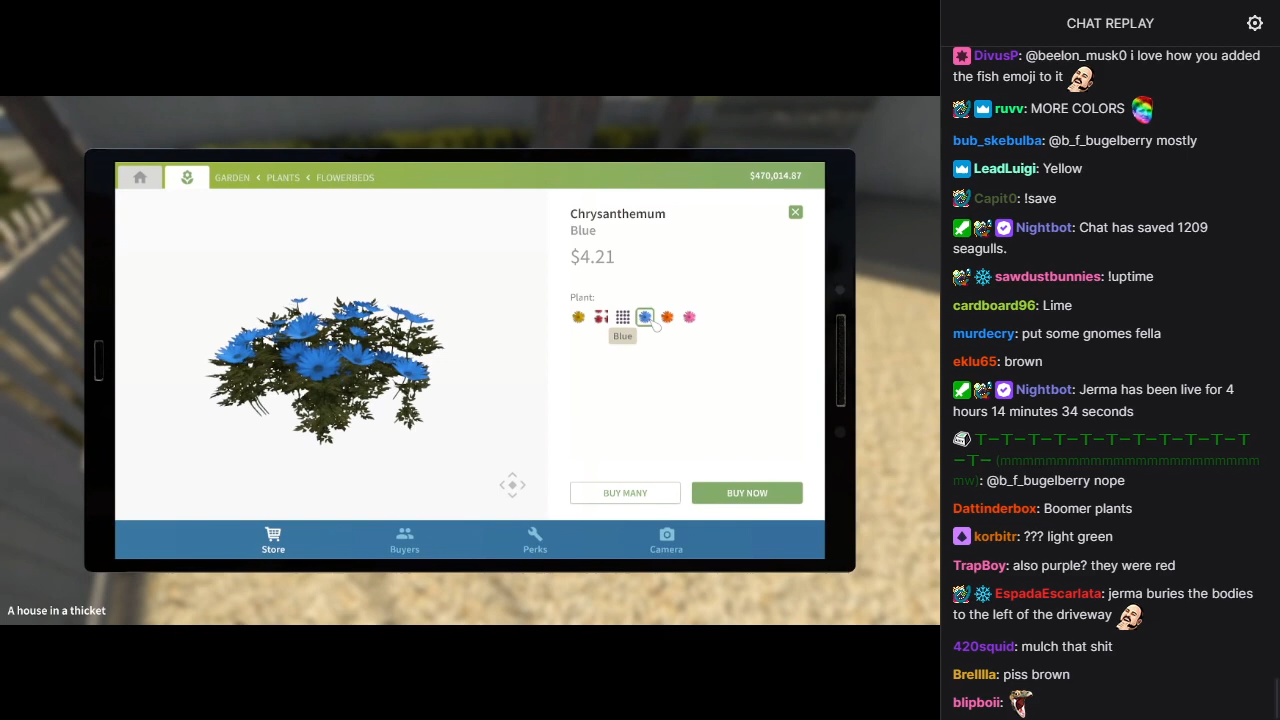 GARDEN < PLANTS < FLOWERBEDS
$470,014.87
Chrysanthemum
Blue
$4.21
Plant:
Blue
BUY MANY
BUY NOW
Store
Buyers
Perks
Camera
A house in a thicket
CHAT REPLAY
DivusP: @beelon_musk0 i love how you added
the fish emoji to it
ruvv: MORE COLORS
bub_skebulba: @b_f_bugelberry mostly
LeadLuigi: Yellow
Capit0: !save
Nightbot: Chat has saved 1209
seagulls.
sawdustbunnies: !uptime
cardboard96: Lime
murdecry: put some gnomes fella
eklu65: brown
Nightbot: Jerma has been live for 4
hours 14 minutes 34 seconds
@b_f_bugelberry nope
Dattinderbox: Boomer plants
korbitr: ??? light green
TrapBoy: also purple? they were red
EspadaEscarlata: jerma buries the bodies
to the left of the driveway
420squid: mulch that shit
Brelllla: piss brown
blipboii: